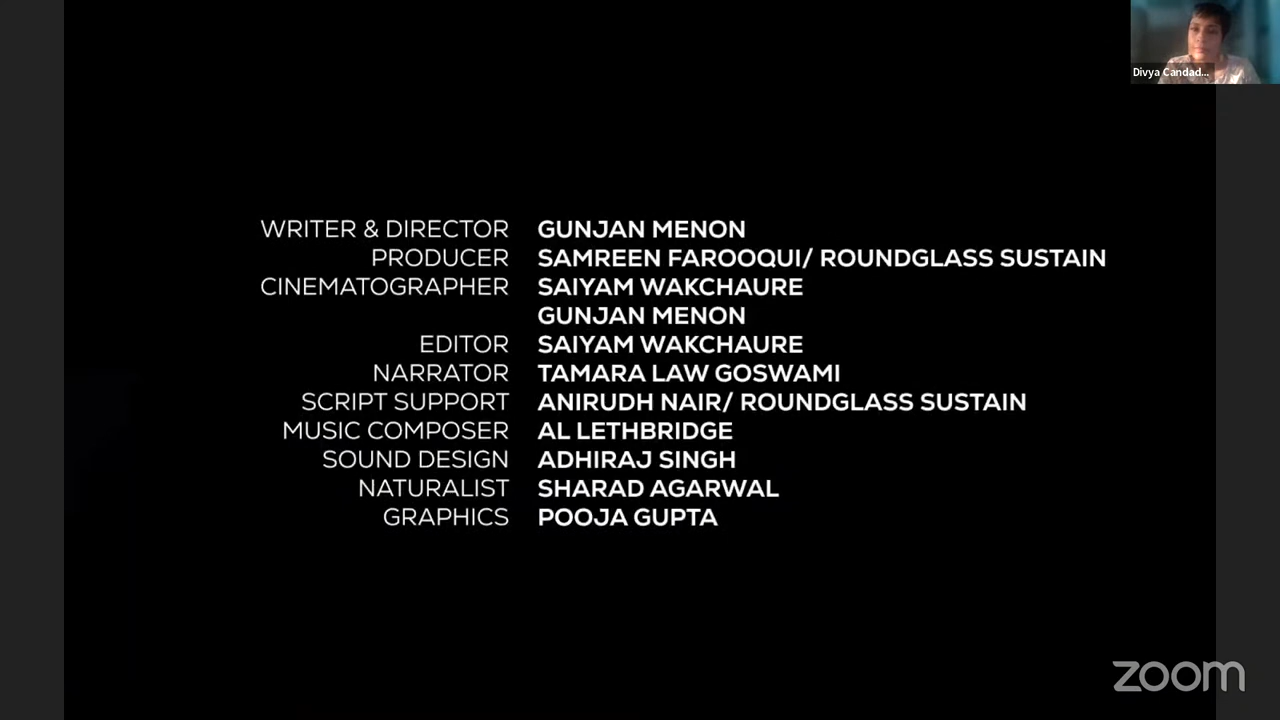 Divya Candad...
WRITER & DIRECTOR GUNJAN MENON
PRODUCER SAMREEN FAROOQUI/ ROUNDGLASS SUSTAIN
CINEMATOGRAPHER SAIYAM WAKCHAURE
GUNJAN MENON
EDITOR SAIYAM WAKCHAURE
NARRATOR TAMARA LAW GOSWAMI
SCRIPT SUPPORT ANIRUDH NAIR/ ROUNDGLASS SUSTAIN
MUSIC COMPOSER AL LETHBRIDGE
SOUND DESIGN ADHIRAJ SINGH
NATURALIST SHARAD AGARWAL
GRAPHICS POOJA GUPTA
zoom